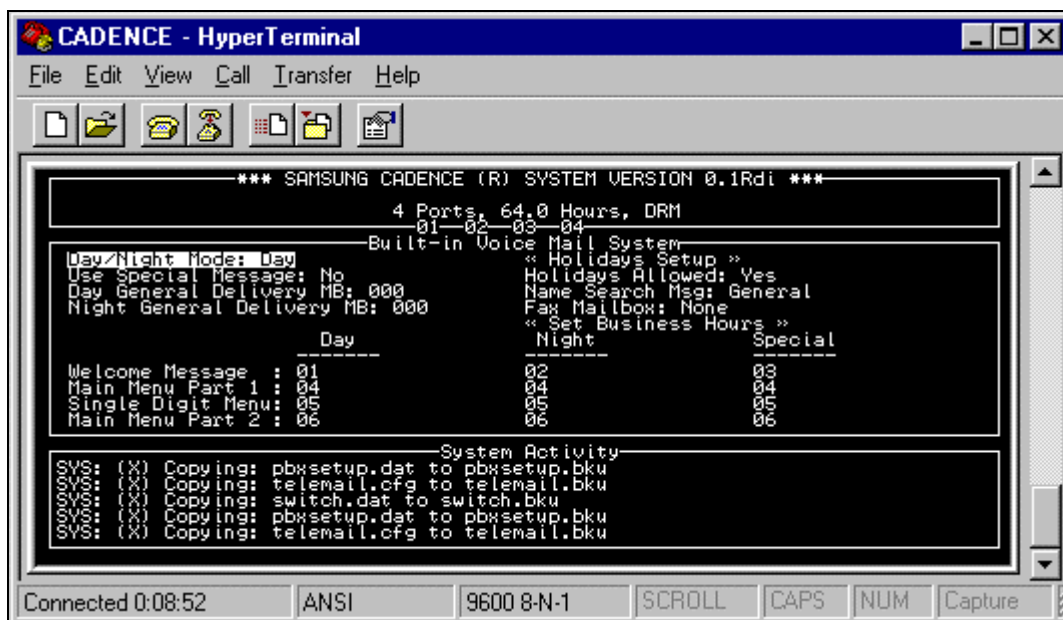 CADENCE - HyperTerminal
File Edit View Call Transfer Help
*** SAMSUNG CADENCE (R) SYSTEM VERSION 0.1Rdi ***
4 Ports, 64.0 Hours, DRM
01—02—03—04
Built-in Voice Mail System
Day/Night Mode: Day « Holidays Setup »
Use Special Message: No Holidays Allowed: Yes
Day General Delivery MB: 000 Name Search Msg: General
Night General Delivery MB: 000 Fax Mailbox: None
« Set Business Hours »
Day Night Special
------- ------- -------
Welcome Message : 01 02 03
Main Menu Part 1 : 04 04 04
Single Digit Menu: 05 05 05
Main Menu Part 2 : 06 06 06
System Activity
SYS: (X) Copying: pbxsetup.dat to pbxsetup.bku
SYS: (X) Copying: telemail.cfg to telemail.bku
SYS: (X) Copying: switch.dat to switch.bku
SYS: (X) Copying: pbxsetup.dat to pbxsetup.bku
SYS: (X) Copying: telemail.cfg to telemail.bku
Connected 0:08:52 ANSI 9600 8-N-1 SCROLL CAPS NUM Capture